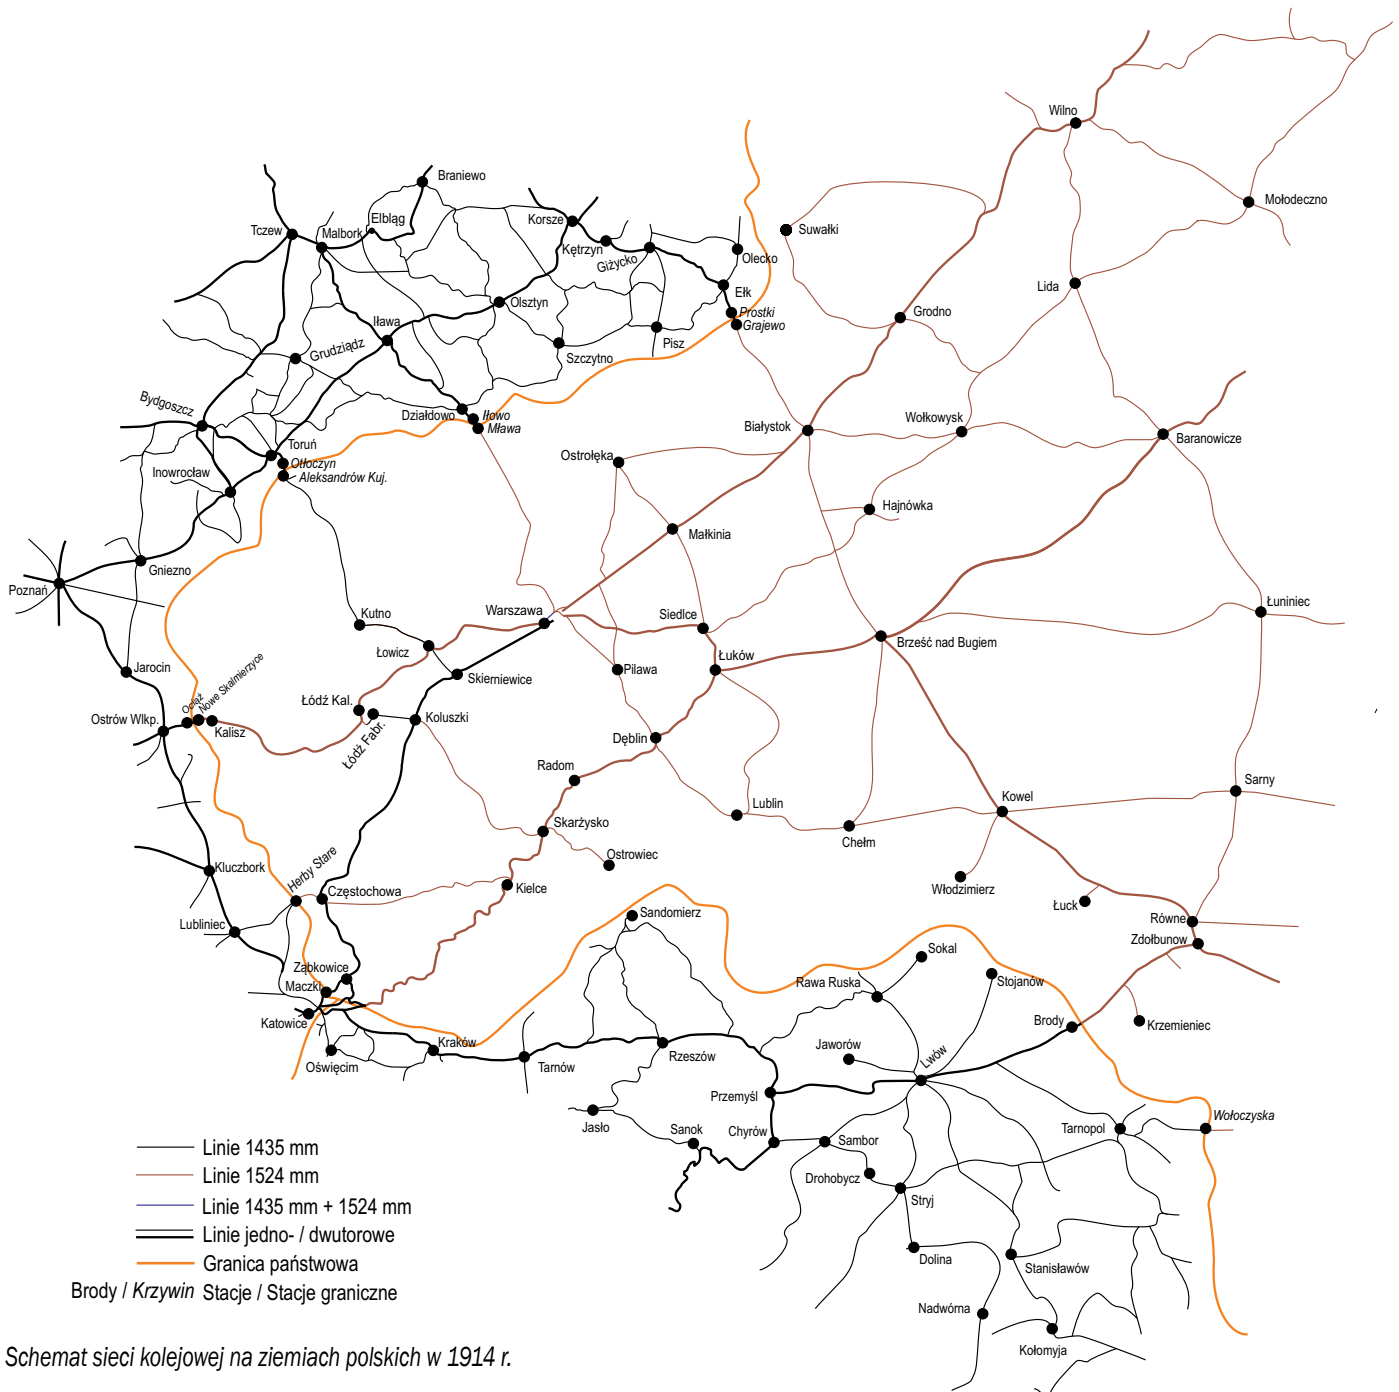 Wilno
Mołodeczno
Braniewo
Elbląg
Tczew
Malbork
Korsze
Kętrzyn
Giżycko
Olecko
Suwałki
Lida
Ełk
Olsztyn
Prostki
Grajewo
Grodno
Iława
Grudziądz
Szczytno
Pisz
Bydgoszcz
Działdowo
Iłowo
Mława
Białystok
Wołkowysk
Baranowicze
Toruń
Otłoczyn
Aleksandrów Kuj.
Inowrocław
Ostrołęka
Hajnówka
Małkinia
Gniezno
Poznań
Kutno
Warszawa
Siedlce
Łuniniec
Łowicz
Brześć nad Bugiem
Łuków
Jarocin
Skierniewice
Pilawa
Ociąż
Nowe Skalmierzyce
Ostrów Wlkp.
Kalisz
Łódź Kal.
Łódź Fabr.
Koluszki
Dęblin
Radom
Sarny
Kowel
Lublin
Skarżysko
Chełm
Ostrowiec
Kluczbork
Herby Stare
Częstochowa
Kielce
Włodzimierz
Łuck
Równe
Zdołbunow
Lubliniec
Sandomierz
Sokal
Stojanów
Rawa Ruska
Ząbkowice
Maczki
Katowice
Brody
Krzemieniec
Oświęcim
Kraków
Tarnów
Rzeszów
Jaworów
Lwów
Przemyśl
Jasło
Sanok
Chyrów
Sambor
Tarnopol
Wołoczyska
Drohobycz
Stryj
Dolina
Stanisławów
Nadwórna
Kołomyja
Linie 1435 mm
Linie 1524 mm
Linie 1435 mm + 1524 mm
Linie jedno- / dwutorowe
Granica państwowa
Brody / Krzywin Stacje / Stacje graniczne
Schemat sieci kolejowej na ziemiach polskich w 1914 r.